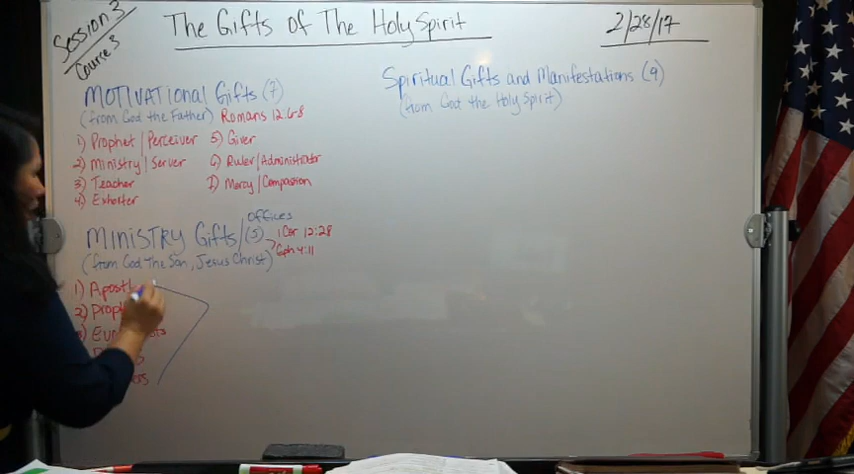 Session 3
Course 3
The Gifts of The Holy Spirit
2/28/17
MOTIVATIONAL Gifts (7)
(from God the Father) Romans 12:6-8
1) Prophet/Perceiver 5) Giver
2) Ministry/Server 6) Ruler/Administrator
3) Teacher 7) Mercy/Compassion
4) Exhorter
MINISTRY Gifts/Offices (5) 1 Cor 12:28
Eph 4:11
(from God The Son, Jesus Christ)
1)
2)
Spiritual Gifts and Manifestations (9)
(from God the Holy Spirit)